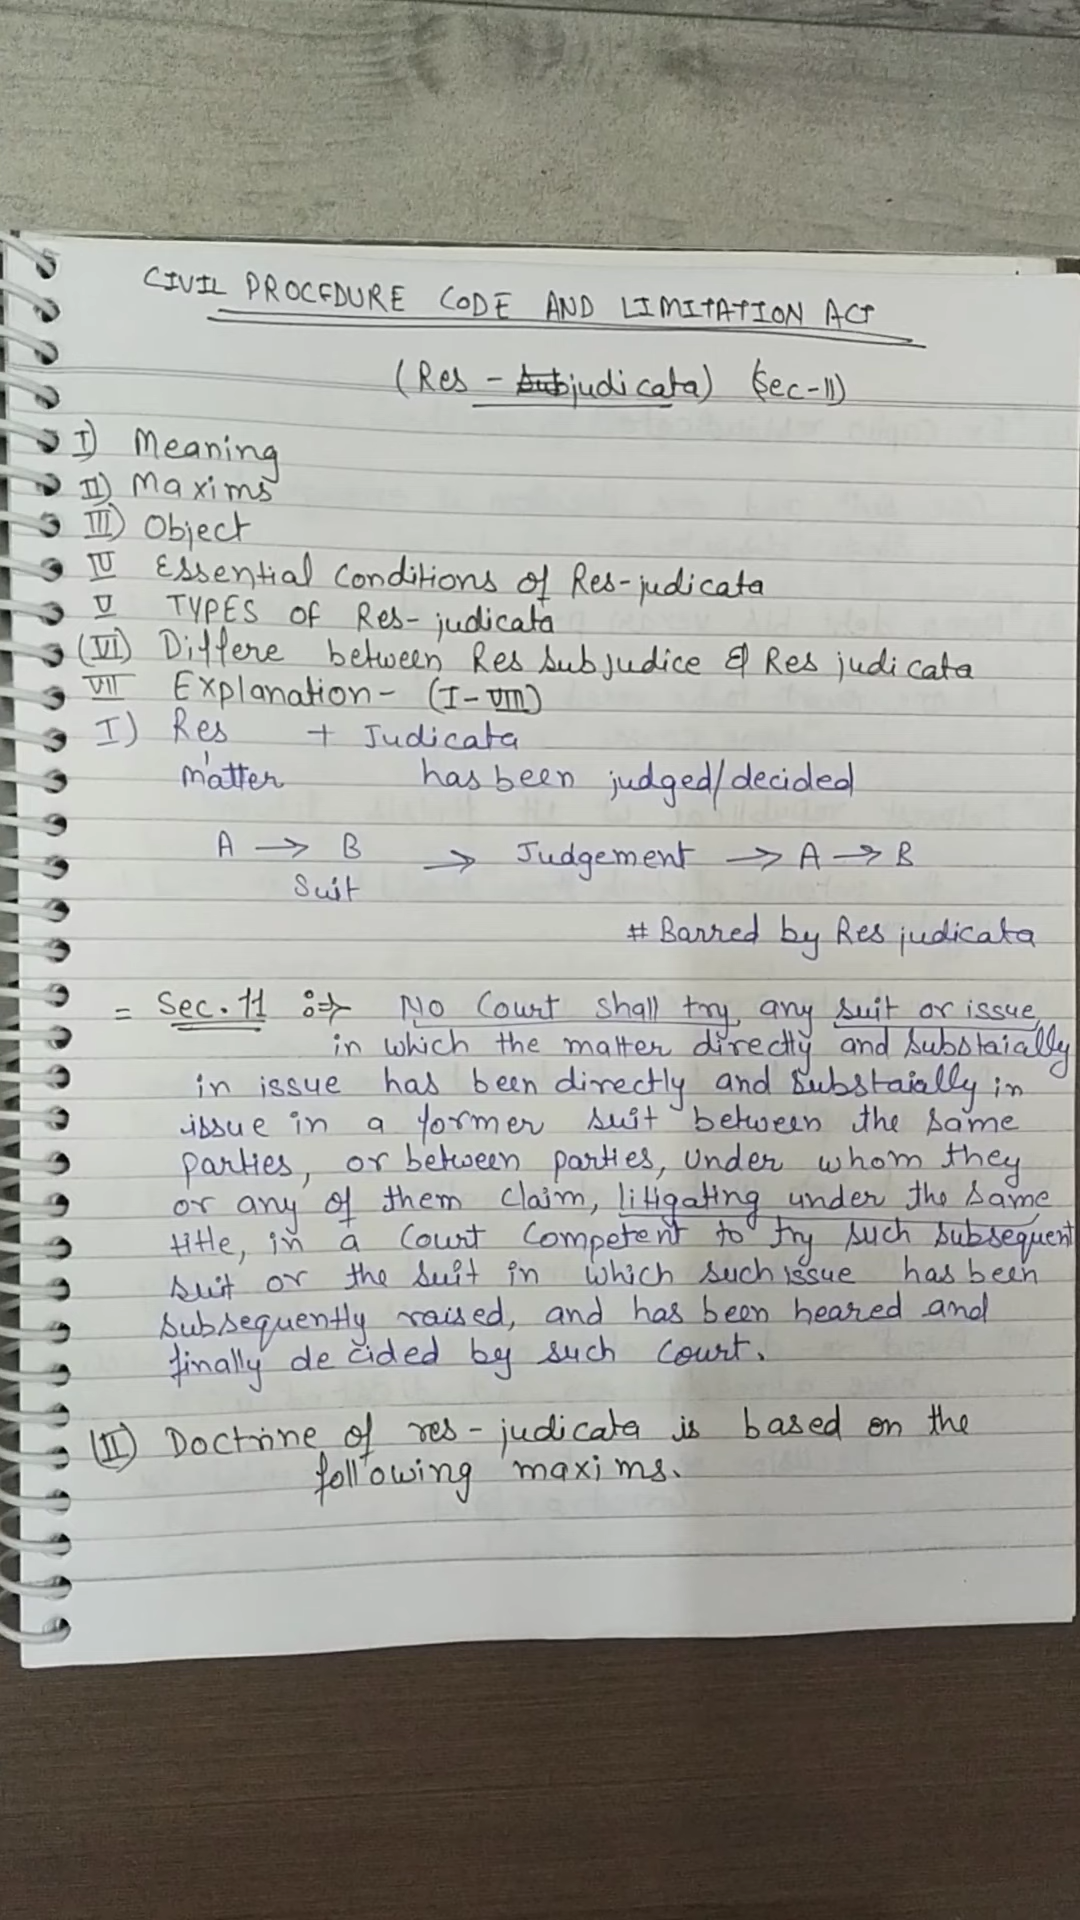 CIVIL PROCEDURE CODE AND LIMITATION ACT
(Res - judicata) (Sec-11)
I) Meaning
II) Maxims
III) Object
IV Essential Conditions of Res-judicata
V TYPES of Res-judicata
(VI) Differe between Res subjudice & Res judicata
VII Explanation- (I-VIII)
I) Res + Judicata
matter has been judged/decided
A → B → Judgement → A → B
Suit
# Barred by Res judicata
= Sec. 11 :⇒ No Court shall try any suit or issue
in which the matter directly and substaially
in issue has been directly and substaially in
issue in a former suit between the same
parties, or between parties, under whom they
or any of them claim, litigating under the same
title, in a Court Competent to try such subsequent
suit or the suit in which such issue has been
subsequently raised, and has been heared and
finally decided by such Court.
(II) Doctrine of res-judicata is based on the
following maxims.